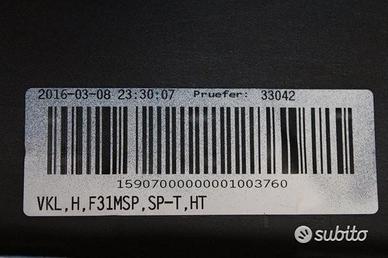 2016-03-08 23:30:07 Pruefer: 33042
15907000000001003760
VKL,H,F31MSP,SP-T,HT
subito